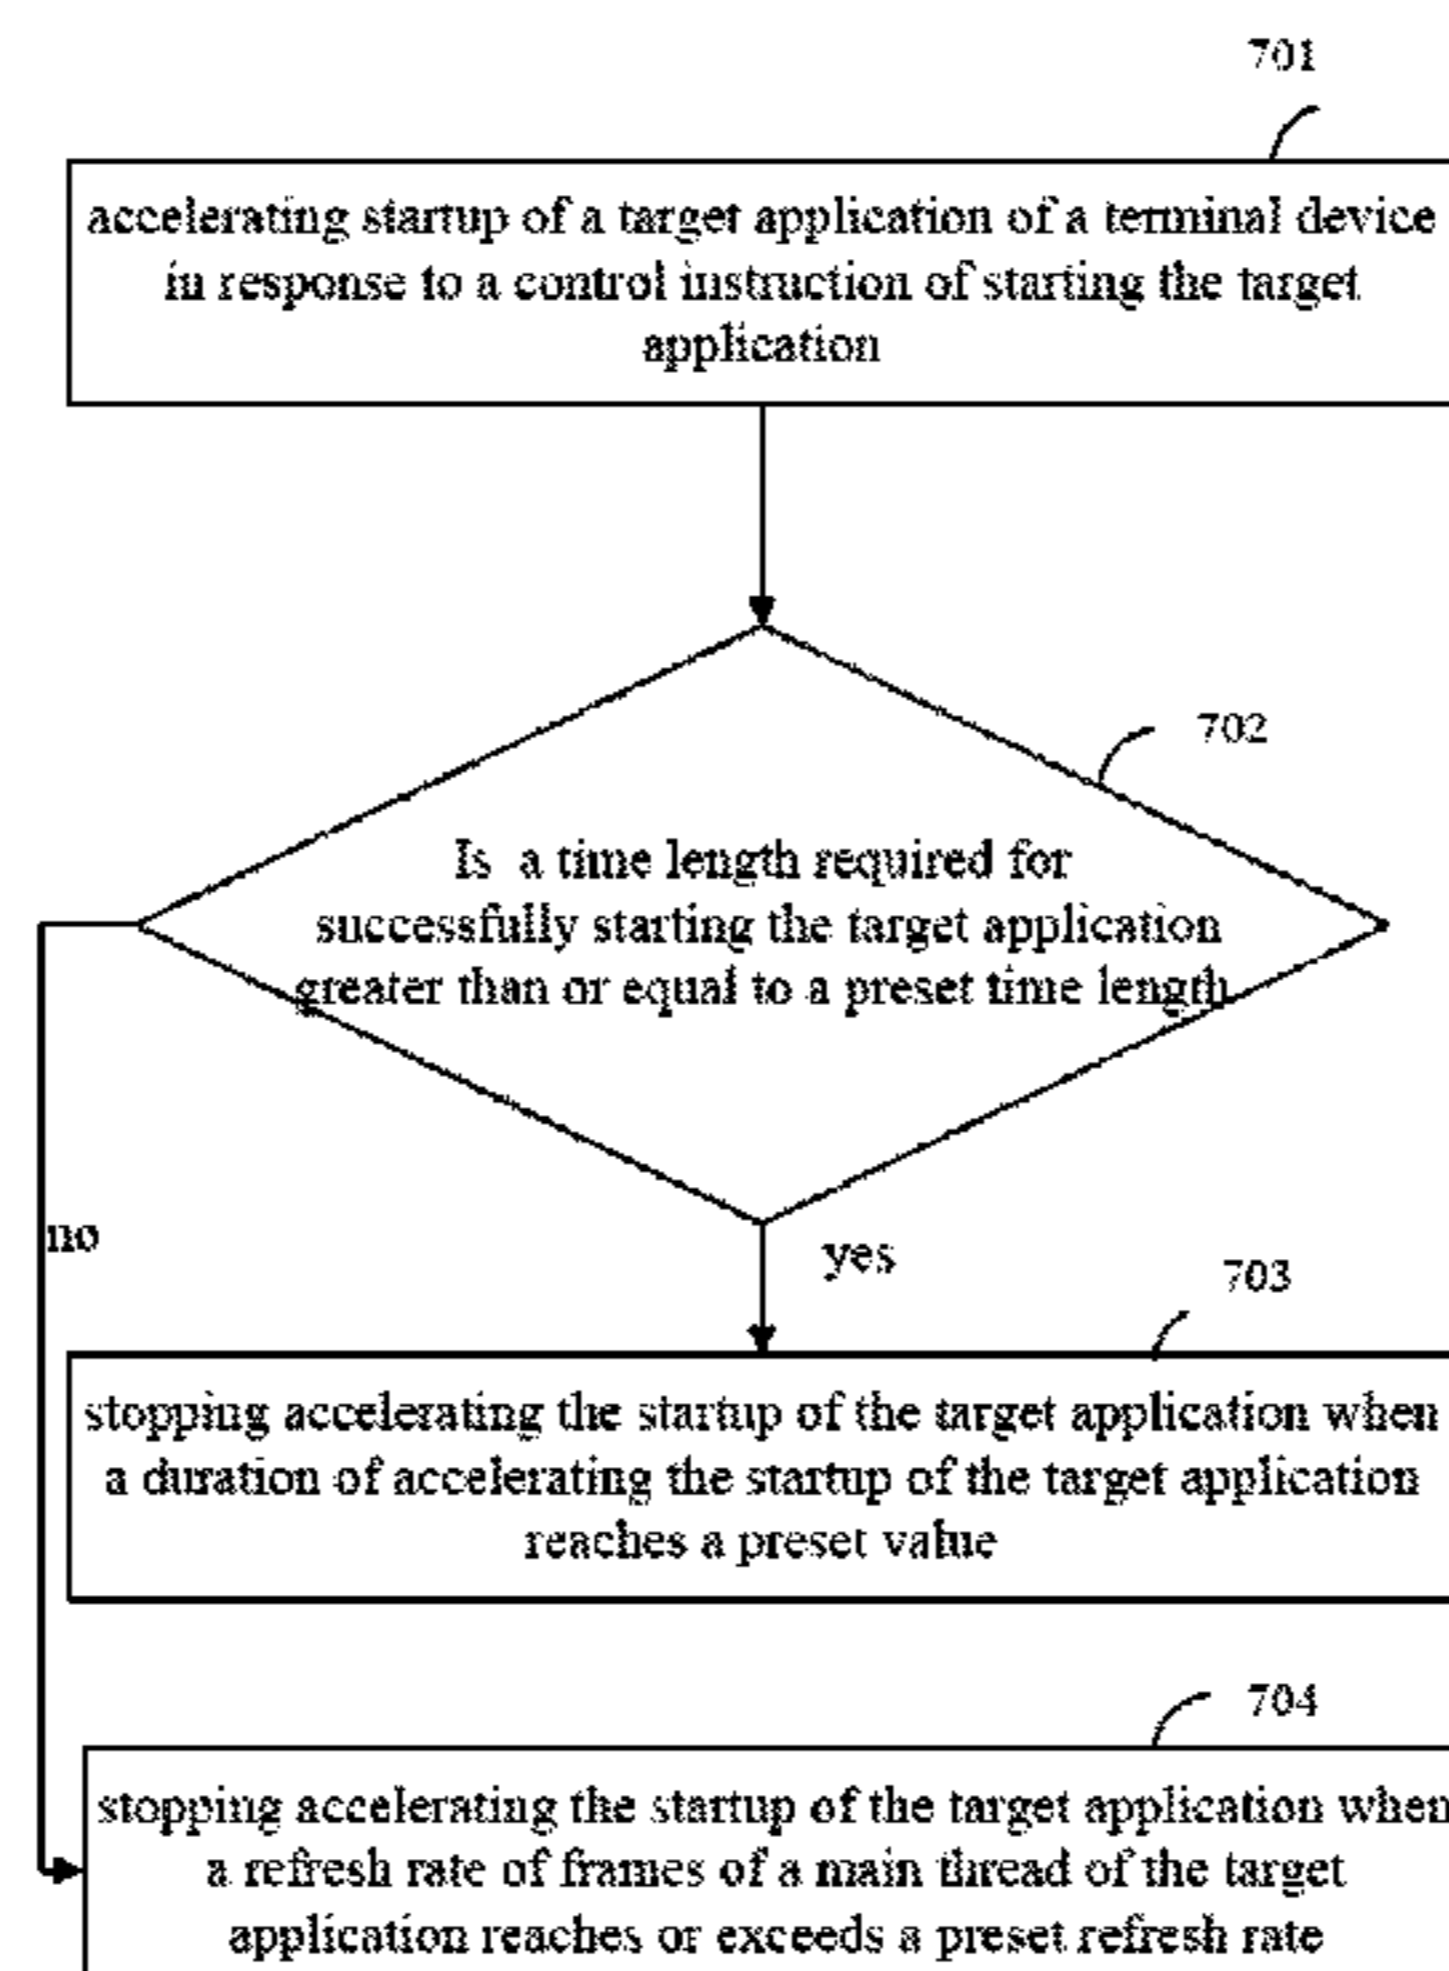 701
accelerating startup of a target application of a terminal device
in response to a control instruction of starting the target
application
702
Is a time length required for
successfully starting the target application
greater than or equal to a preset time length
no
yes
703
stopping accelerating the startup of the target application when
a duration of accelerating the startup of the target application
reaches a preset value
704
stopping accelerating the startup of the target application when
a refresh rate of frames of a main thread of the target
application reaches or exceeds a preset refresh rate